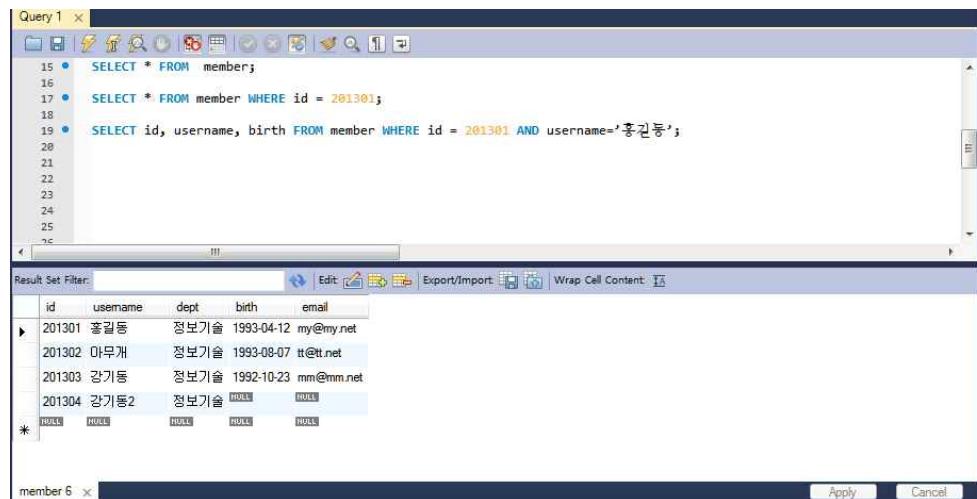 Query 1
15 SELECT * FROM member;
16
17 SELECT * FROM member WHERE id = 201301;
18
19 SELECT id, username, birth FROM member WHERE id = 201301 AND username='홍길동';
20
21
22
23
24
25
26
Result Set Filter: Edit: Export/Import: Wrap Cell Content:
id username dept birth email
201301 홍길동 정보기술 1993-04-12 my@my.net
201302 아무개 정보기술 1993-08-07 tt@tt.net
201303 강기동 정보기술 1992-10-23 mm@mm.net
201304 강기동2 정보기술 NULL NULL
NULL NULL NULL NULL NULL
member 6 Apply Cancel